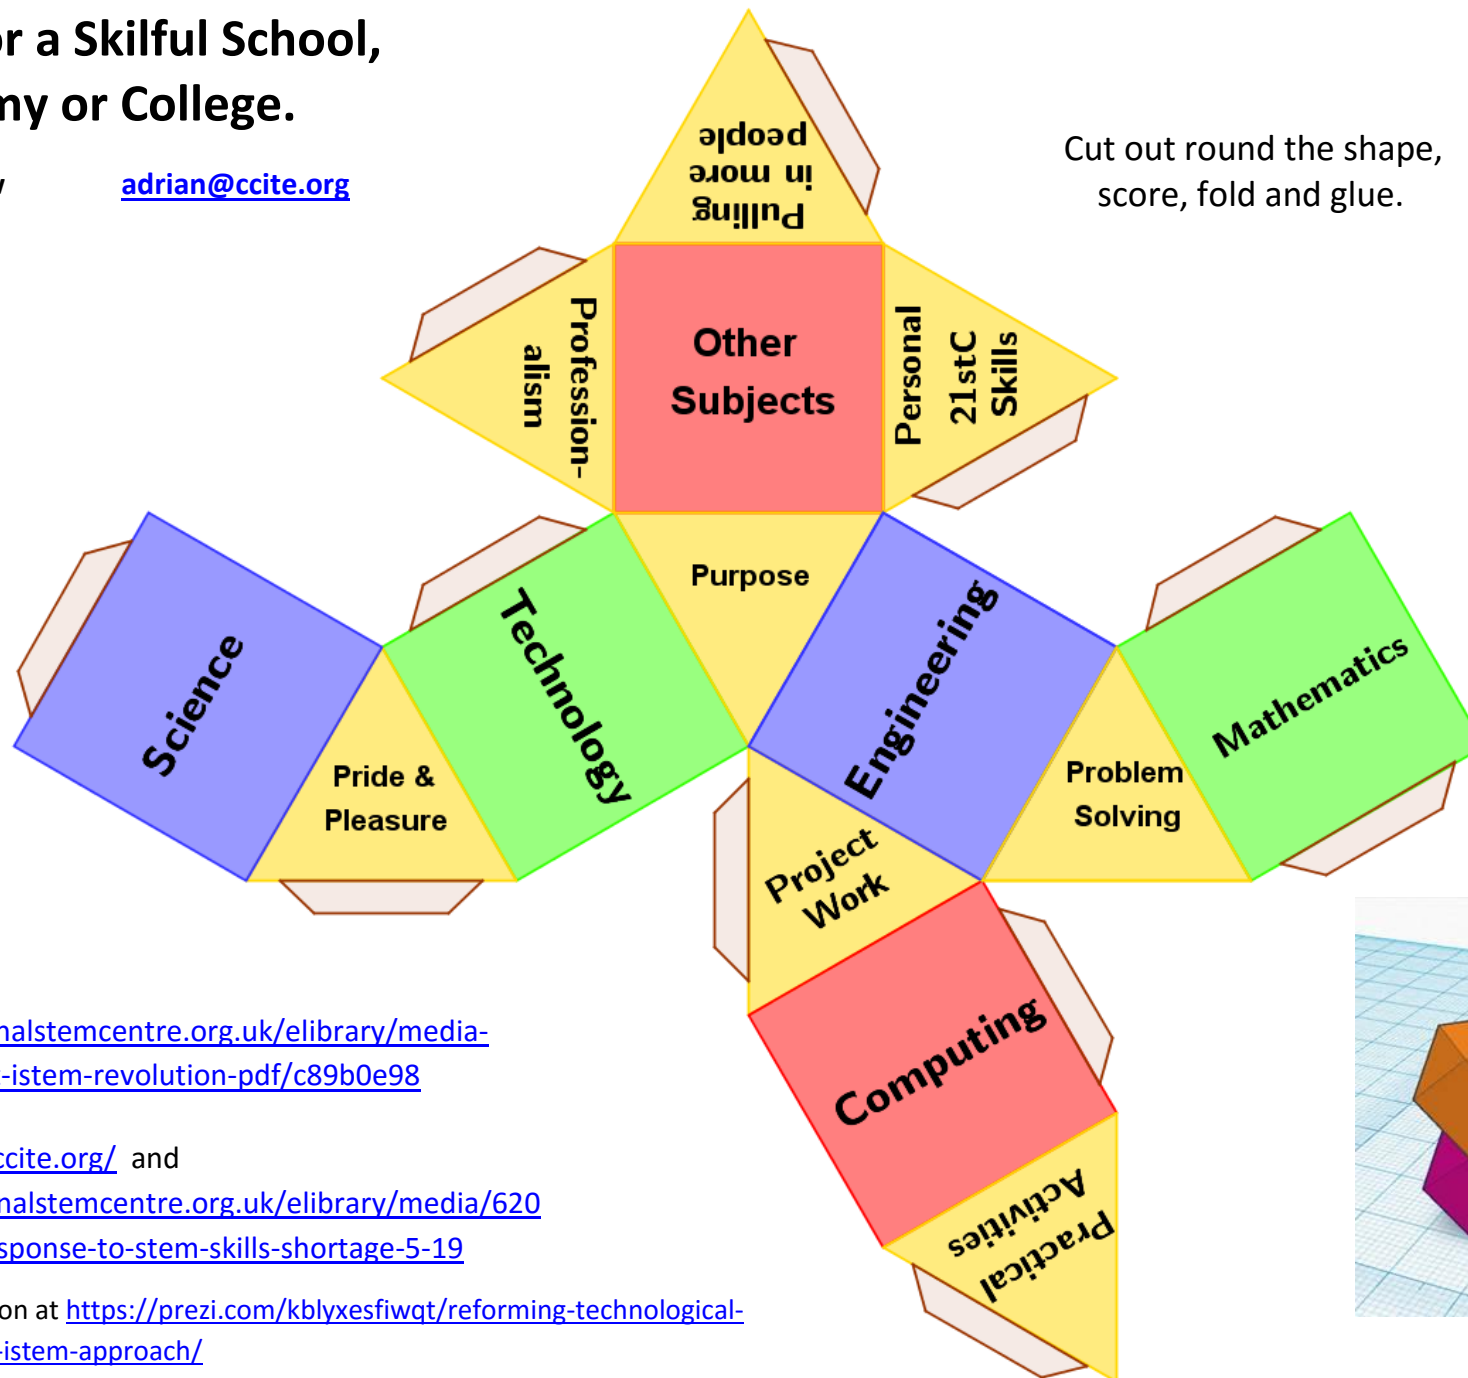 or a Skilful School,
my or College.
y adrian@ccite.org
Cut out round the shape,
score, fold and glue.
Pulling
in more
people
Profession-
alism
Other
Subjects
Personal
21stC
Skills
Purpose
Science
Technology
Engineering
Mathematics
Pride &
Pleasure
Problem
Solving
Project
Work
Computing
Practical
Activities
nalstemcentre.org.uk/elibrary/media-
t-istem-revolution-pdf/c89b0e98
ccite.org/ and
nalstemcentre.org.uk/elibrary/media/620
sponse-to-stem-skills-shortage-5-19
on at https://prezi.com/kblyxesfiwqt/reforming-technological-
-istem-approach/